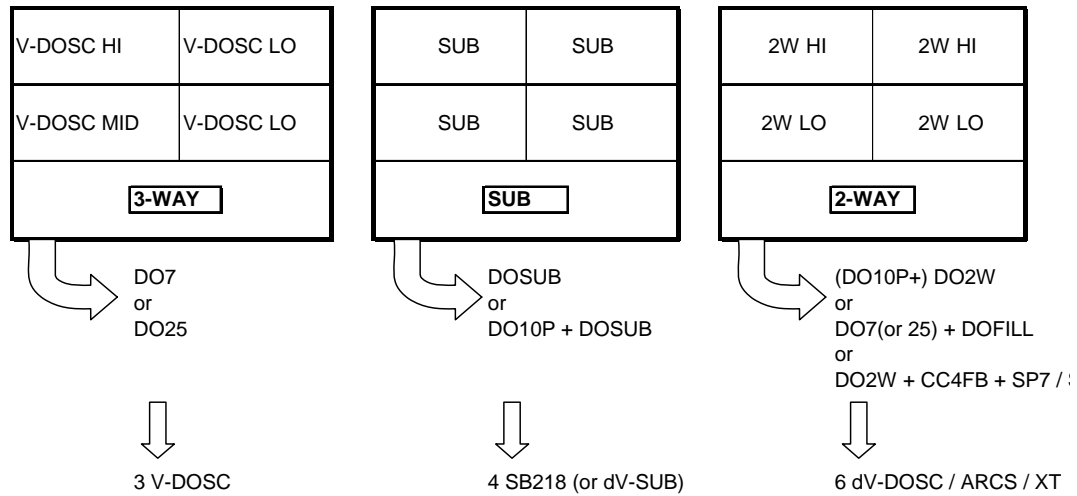 V-DOSC HI V-DOSC LO
V-DOSC MID V-DOSC LO
3-WAY
DO7
or
DO25
3 V-DOSC
SUB SUB
SUB SUB
SUB
DOSUB
or
DO10P + DOSUB
4 SB218 (or dV-SUB)
2W HI 2W HI
2W LO 2W LO
2-WAY
(DO10P+) DO2W
or
DO7(or 25) + DOFILL
or
DO2W + CC4FB + SP7 /
6 dV-DOSC / ARCS / XT